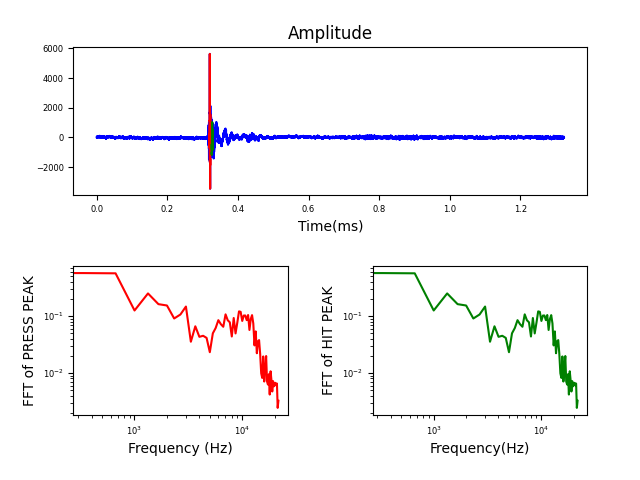 Amplitude
6000
4000
2000
0
−2000
0.0 0.2 0.4 0.6 0.8 1.0 1.2
Time(ms)
FFT of PRESS PEAK
10⁻¹
10⁻²
10³ 10⁴
Frequency (Hz)
FFT of HIT PEAK
10⁻¹
10⁻²
10³ 10⁴
Frequency(Hz)